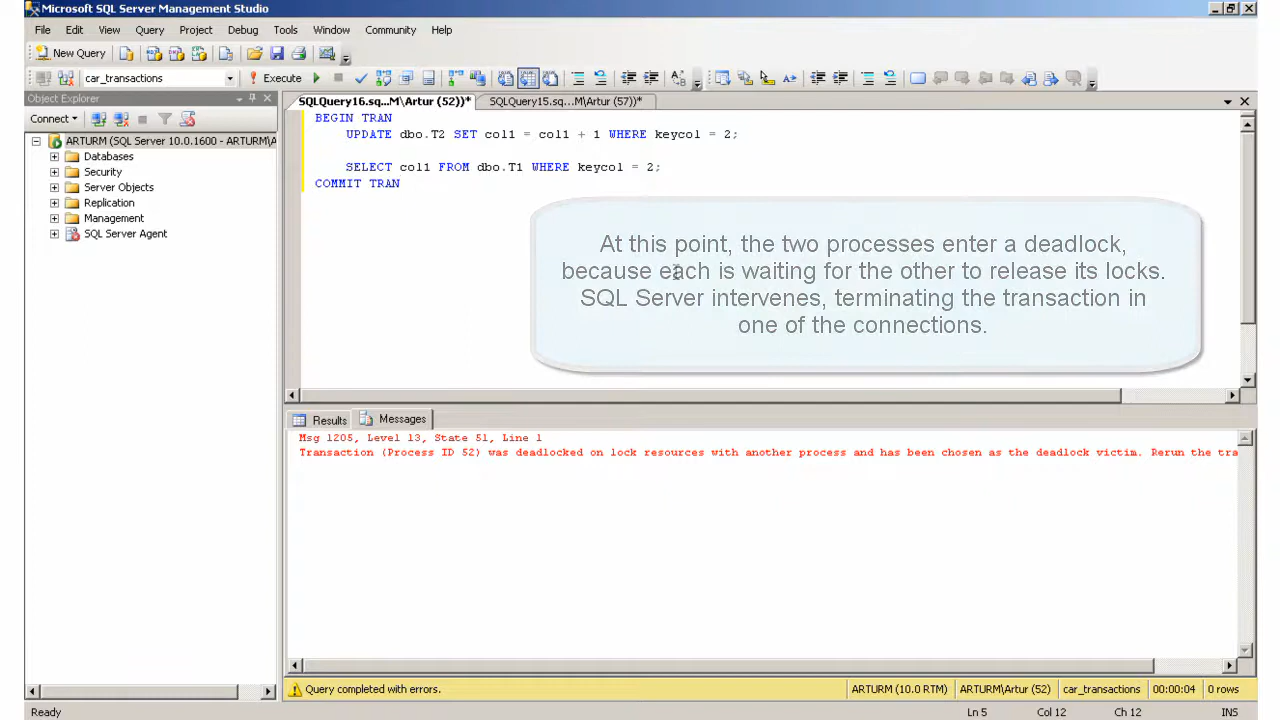 Microsoft SQL Server Management Studio
File Edit View Query Project Debug Tools Window Community Help
New Query
car_transactions Execute
Object Explorer
SQLQuery16.sq...M\Artur (52))* SQLQuery15.sq...M\Artur (57))*
Connect
ARTURM (SQL Server 10.0.1600 - ARTURM\A
Databases
Security
Server Objects
Replication
Management
SQL Server Agent
BEGIN TRAN
UPDATE dbo.T2 SET col1 = col1 + 1 WHERE keycol = 2;
SELECT col1 FROM dbo.T1 WHERE keycol = 2;
COMMIT TRAN
At this point, the two processes enter a deadlock,
because each is waiting for the other to release its locks.
SQL Server intervenes, terminating the transaction in
one of the connections.
Results Messages
Msg 1205, Level 13, State 51, Line 1
Transaction (Process ID 52) was deadlocked on lock resources with another process and has been chosen as the deadlock victim. Rerun the tra
Query completed with errors. ARTURM (10.0 RTM) ARTURM\Artur (52) car_transactions 00:00:04 0 rows
Ready Ln 5 Col 12 Ch 12 INS